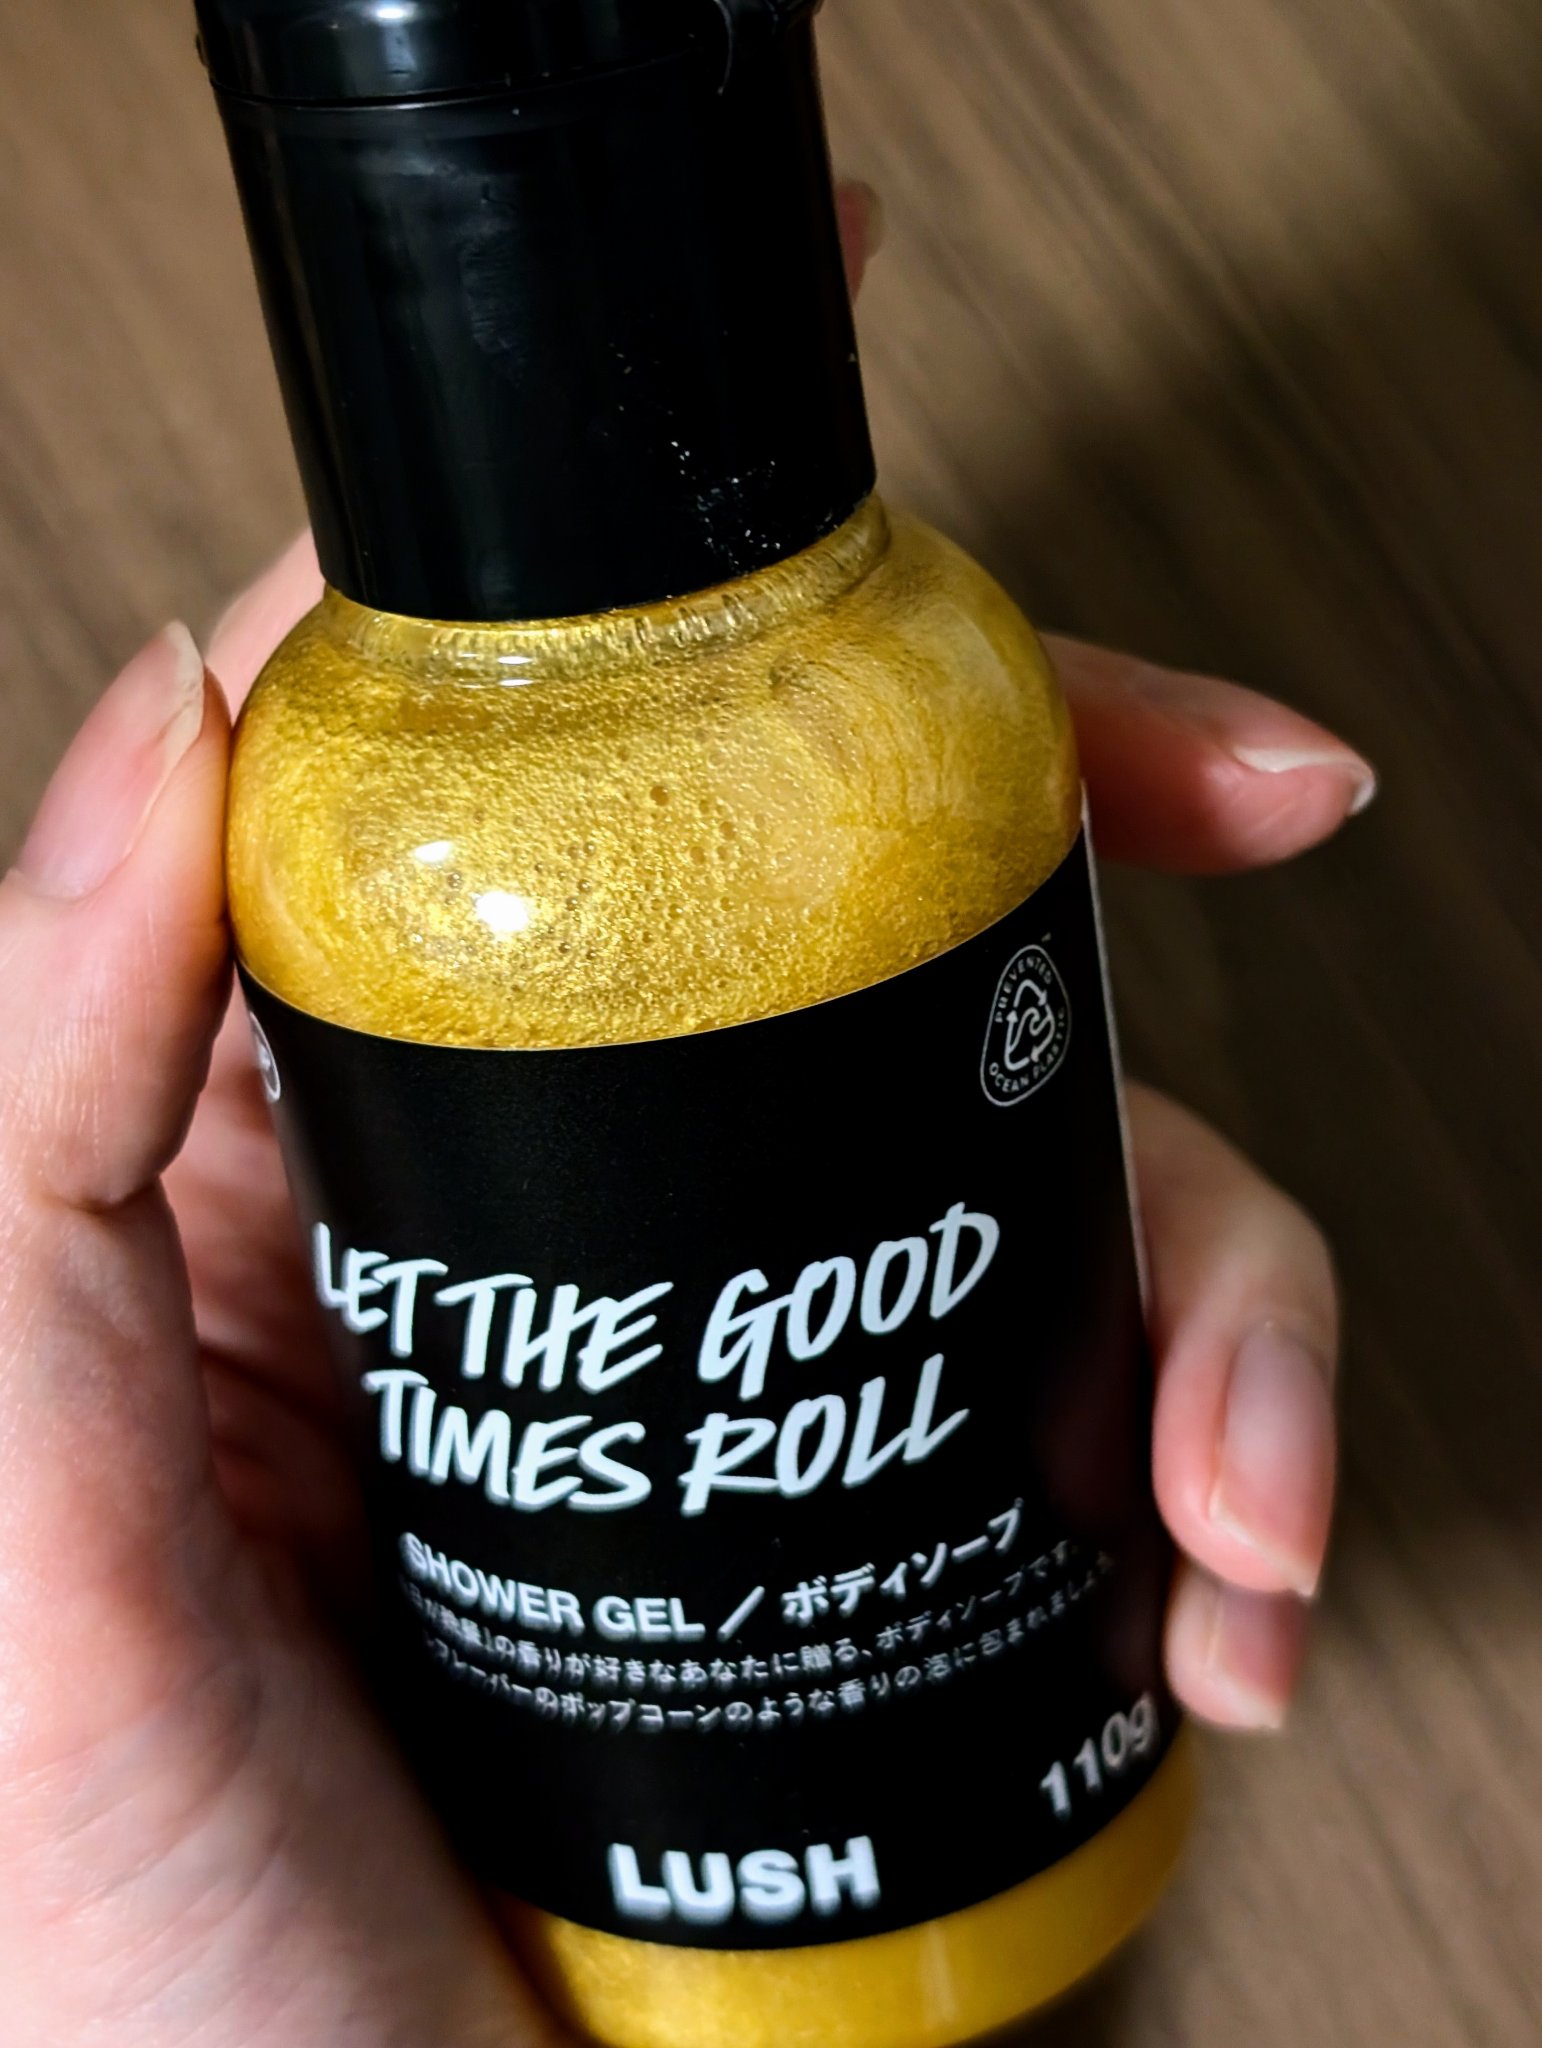 PREVENTED
OCEAN PLASTIC
LET THE GOOD
TIMES ROLL
SHOWER GEL / ボディソープ
の香りが好きなあなたに贈る、ボディソープです。
フレーバーのポップコーンのような香りの泡に包まれましょう
110g
LUSH